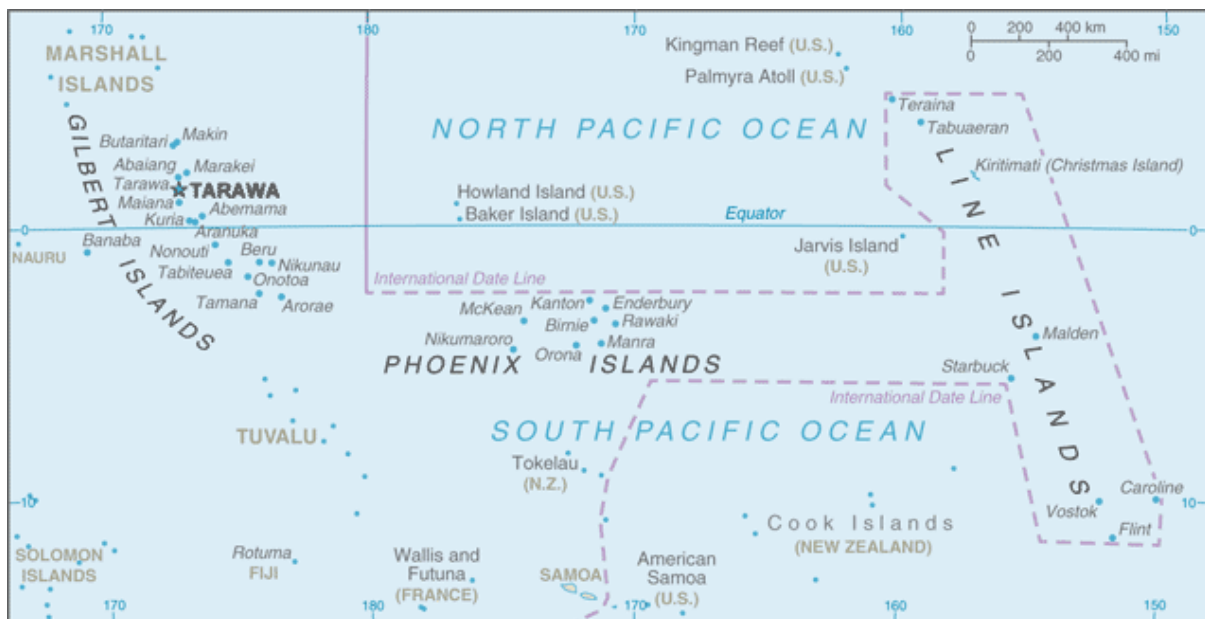 170
180
170
160
150
0 200 400 km
0 200 400 mi
MARSHALL
ISLANDS
Kingman Reef (U.S.)
Palmyra Atoll (U.S.)
GILBERT ISLANDS
Butaritari
Makin
Abaiang
Marakei
Tarawa
TARAWA
Maiana
Abemama
Kuria
Aranuka
NORTH PACIFIC OCEAN
Teraina
Tabuaeran
Kiritimati (Christmas Island)
LINE ISLANDS
Howland Island (U.S.)
Baker Island (U.S.)
Equator
0
0
NAURU
Banaba
Nonouti
Beru
Nikunau
Tabiteuea
Onotoa
Tamana
Arorae
Jarvis Island
(U.S.)
International Date Line
McKean
Kanton
Enderbury
Birnie
Rawaki
Nikumaroro
Orona
Manra
PHOENIX ISLANDS
Malden
Starbuck
International Date Line
TUVALU
SOUTH PACIFIC OCEAN
Tokelau
(N.Z.)
10
10
Caroline
Vostok
Flint
Cook Islands
(NEW ZEALAND)
SOLOMON
ISLANDS
Rotuma
FIJI
Wallis and
Futuna
(FRANCE)
SAMOA
American
Samoa
(U.S.)
170
180
170
160
150